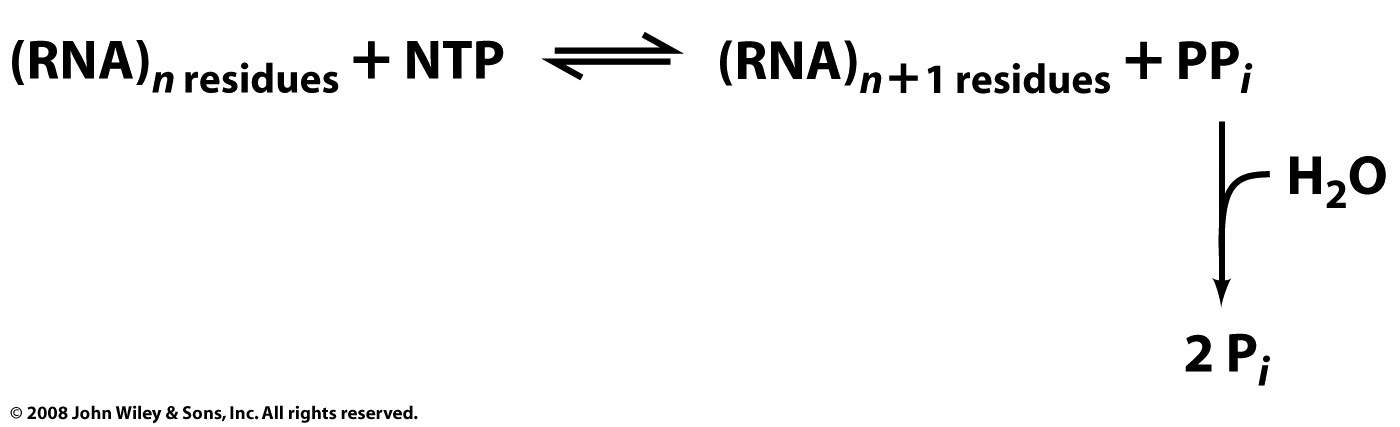 (RNA)n residues + NTP ⇌ (RNA)n+1 residues + PPi
H2O
2 Pi
© 2008 John Wiley & Sons, Inc. All rights reserved.